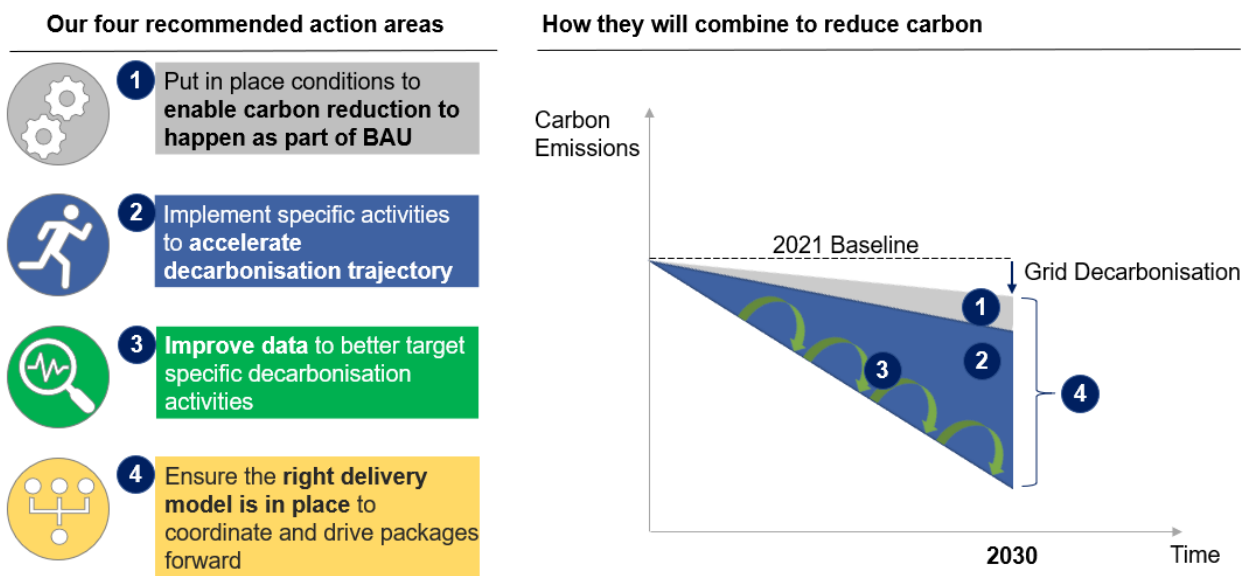 Our four recommended action areas
1
Put in place conditions to
enable carbon reduction to
happen as part of BAU
2
Implement specific activities
to accelerate
decarbonisation trajectory
3
Improve data to better target
specific decarbonisation
activities
4
Ensure the right delivery
model is in place to
coordinate and drive packages
forward
How they will combine to reduce carbon
Carbon
Emissions
2021 Baseline
Grid Decarbonisation
1
2
3
4
2030
Time